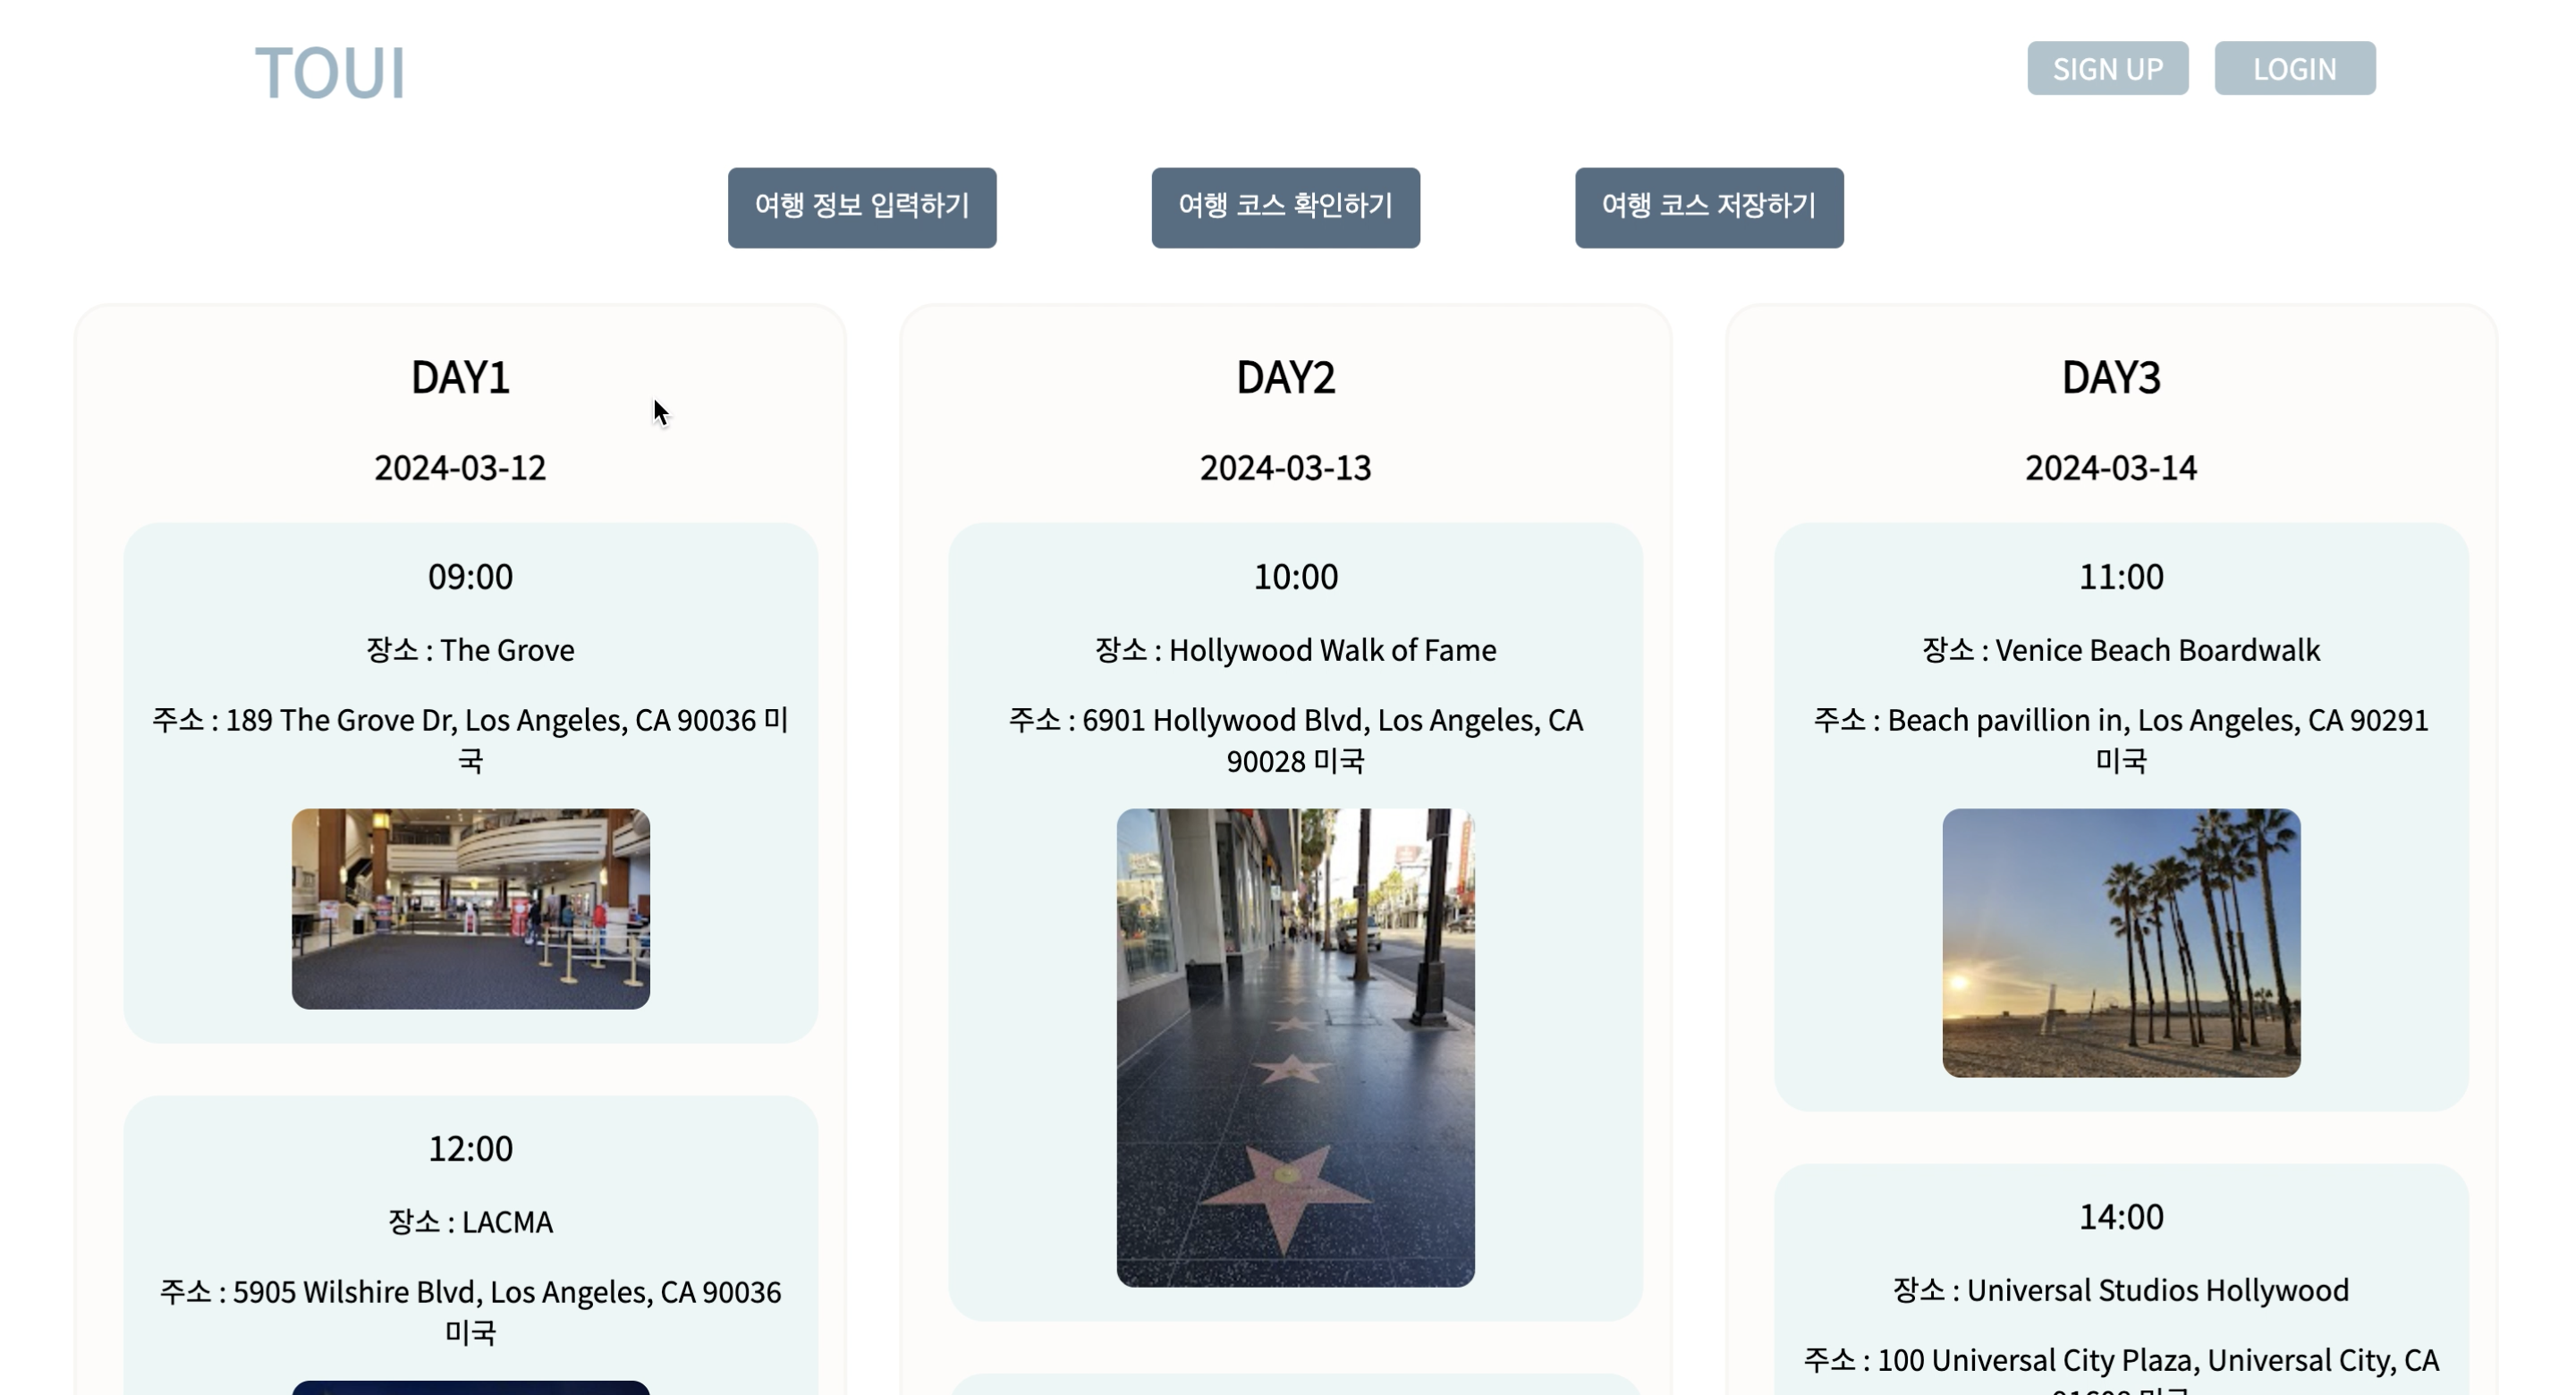 TOUI
SIGN UP
LOGIN
여행 정보 입력하기
여행 코스 확인하기
여행 코스 저장하기
DAY1
2024-03-12
09:00
장소 : The Grove
주소 : 189 The Grove Dr, Los Angeles, CA 90036 미
국
12:00
장소 : LACMA
주소 : 5905 Wilshire Blvd, Los Angeles, CA 90036
미국
DAY2
2024-03-13
10:00
장소 : Hollywood Walk of Fame
주소 : 6901 Hollywood Blvd, Los Angeles, CA
90028 미국
DAY3
2024-03-14
11:00
장소 : Venice Beach Boardwalk
주소 : Beach pavillion in, Los Angeles, CA 90291
미국
14:00
장소 : Universal Studios Hollywood
주소 : 100 Universal City Plaza, Universal City, CA